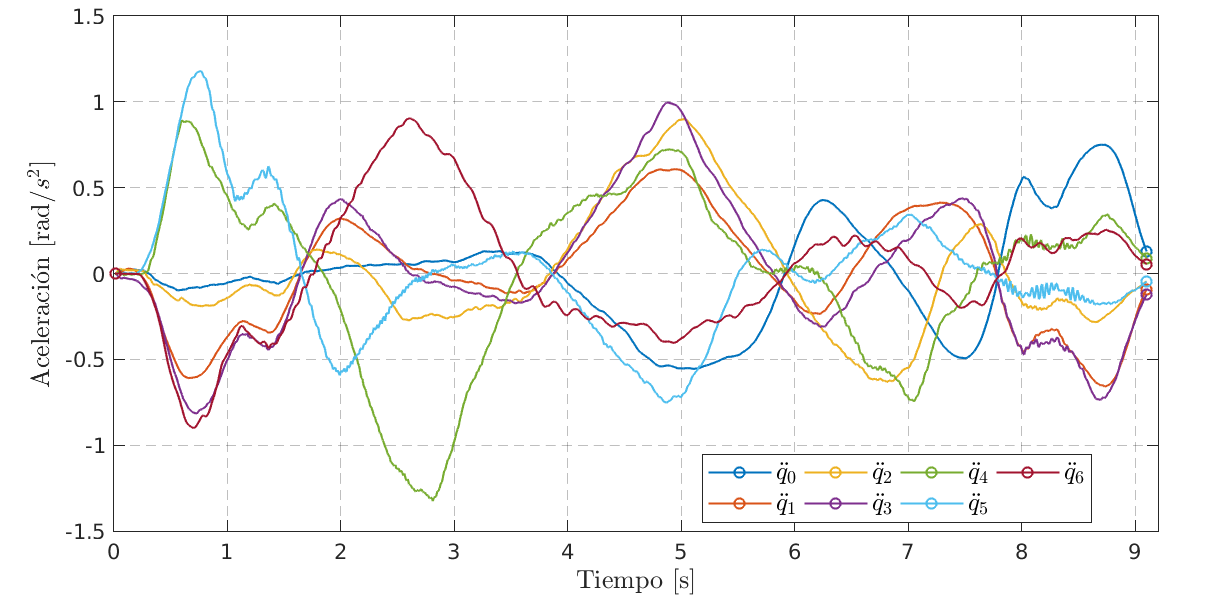 Aceleración [rad/s²]
1.5
1
0.5
0
-0.5
-1
-1.5
q̈₀ q̈₂ q̈₄ q̈₆
q̈₁ q̈₃ q̈₅
0 1 2 3 4 5 6 7 8 9
Tiempo [s]